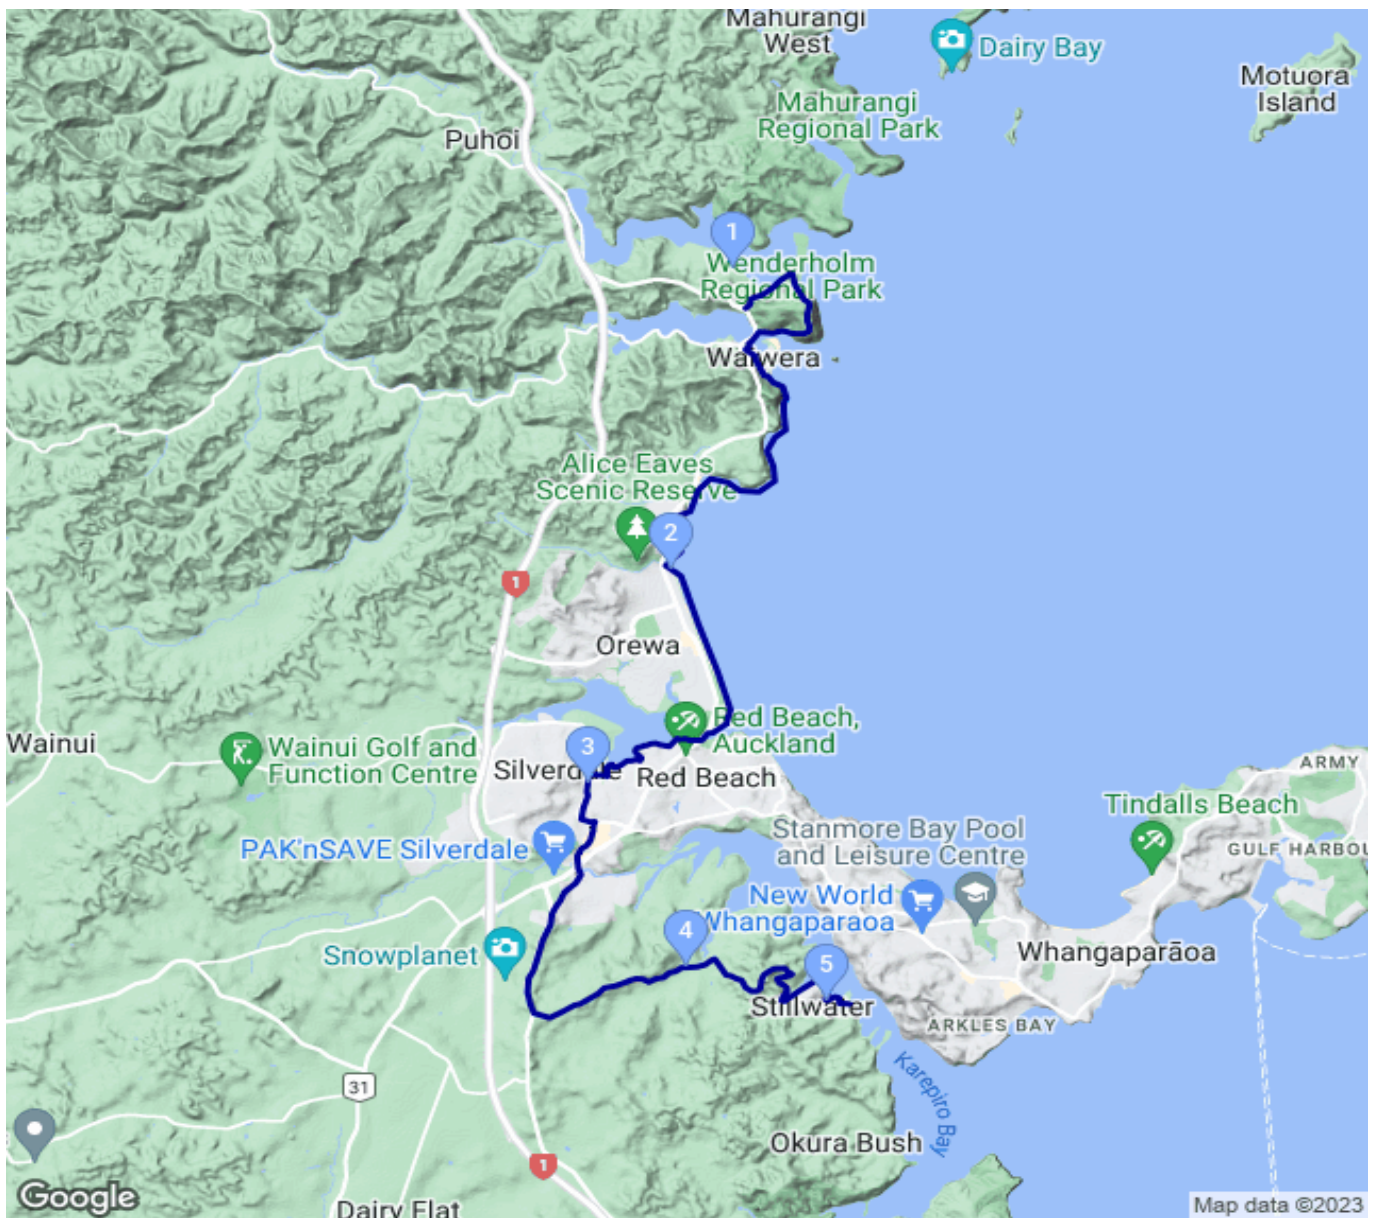 Mahurangi
West
Dairy Bay
Motuora
Island
Mahurangi
Regional Park
Puhoi
1
Wenderholm
Regional Park
Waiwera
Alice Eaves
Scenic Reserve
2
1
Orewa
Red Beach,
Auckland
Wainui
Wainui Golf and
Function Centre
3
Silverdale
Red Beach
ARMY
Tindalls Beach
GULF HARBOU
Stanmore Bay Pool
and Leisure Centre
PAK'nSAVE Silverdale
New World
Whangaparaoa
4
Snowplanet
5
Whangaparāoa
Stillwater
ARKLES BAY
Karepiro Bay
31
Okura Bush
1
Google
Dairy Flat
Map data ©2023